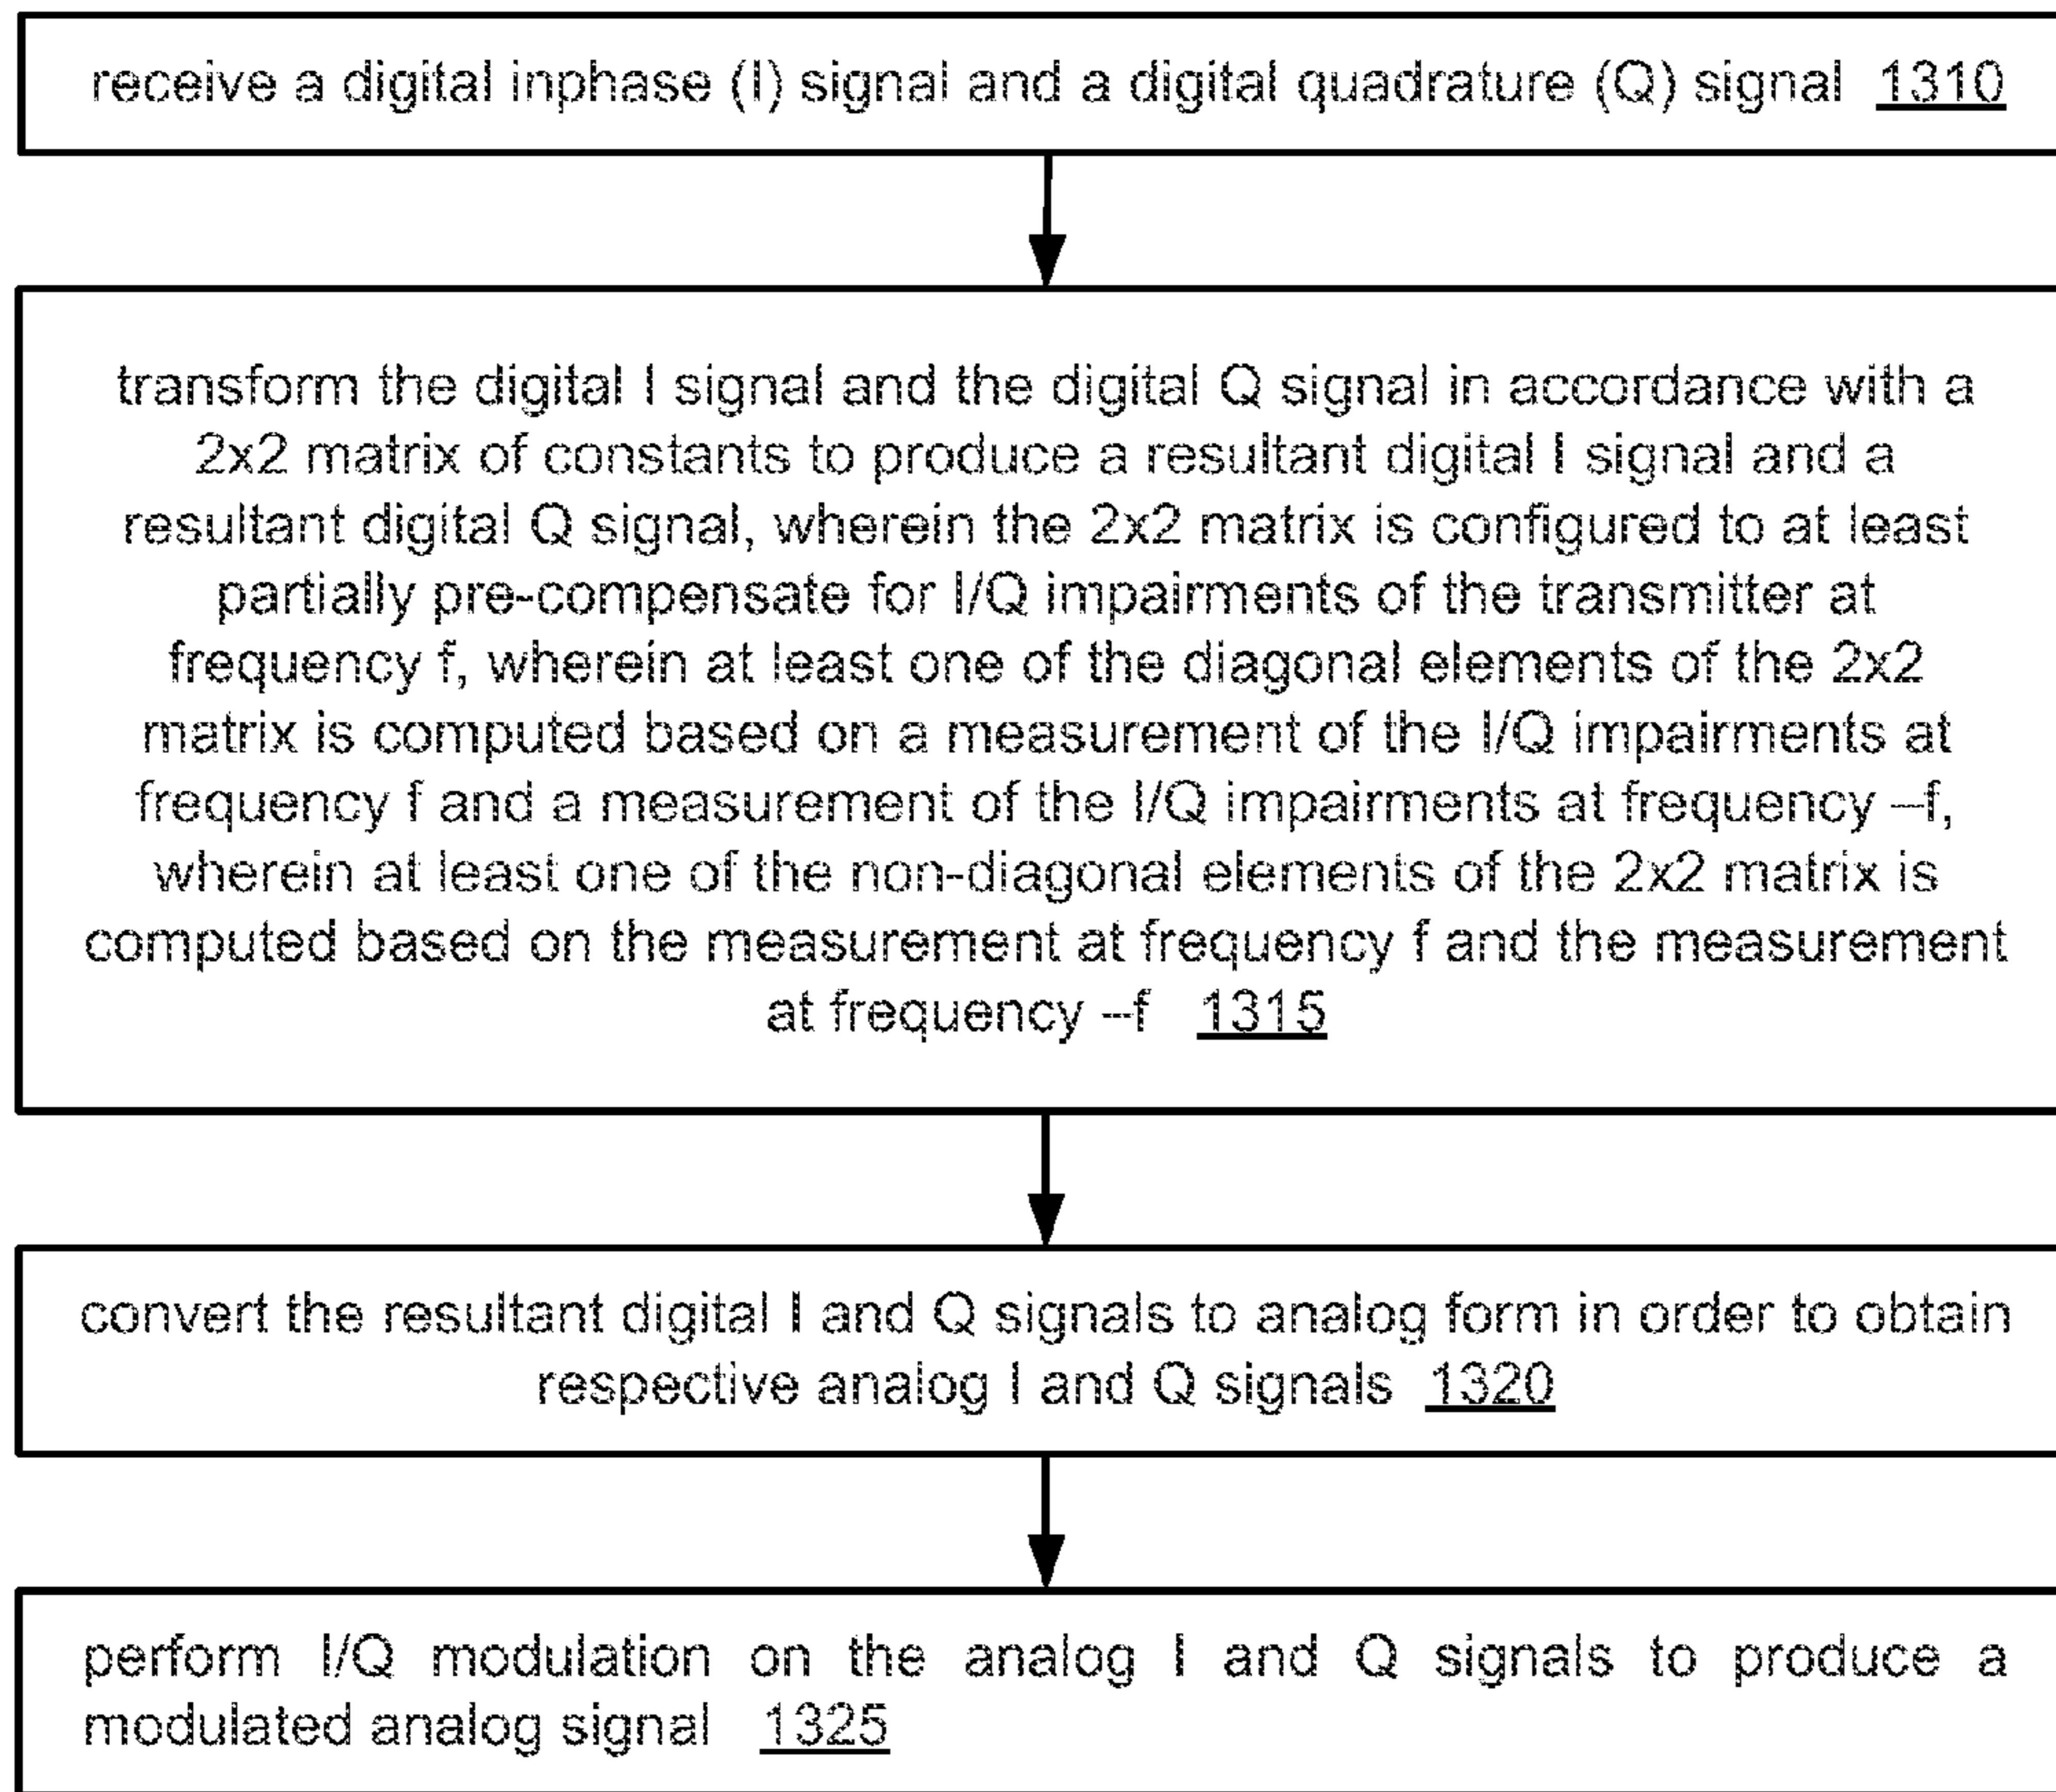 receive a digital inphase (I) signal and a digital quadrature (Q) signal 1310
transform the digital I signal and the digital Q signal in accordance with a
2x2 matrix of constants to produce a resultant digital I signal and a
resultant digital Q signal, wherein the 2x2 matrix is configured to at least
partially pre-compensate for I/Q impairments of the transmitter at
frequency f, wherein at least one of the diagonal elements of the 2x2
matrix is computed based on a measurement of the I/Q impairments at
frequency f and a measurement of the I/Q impairments at frequency –f,
wherein at least one of the non-diagonal elements of the 2x2 matrix is
computed based on the measurement at frequency f and the measurement
at frequency –f 1315
convert the resultant digital I and Q signals to analog form in order to obtain
respective analog I and Q signals 1320
perform I/Q modulation on the analog I and Q signals to produce a
modulated analog signal 1325